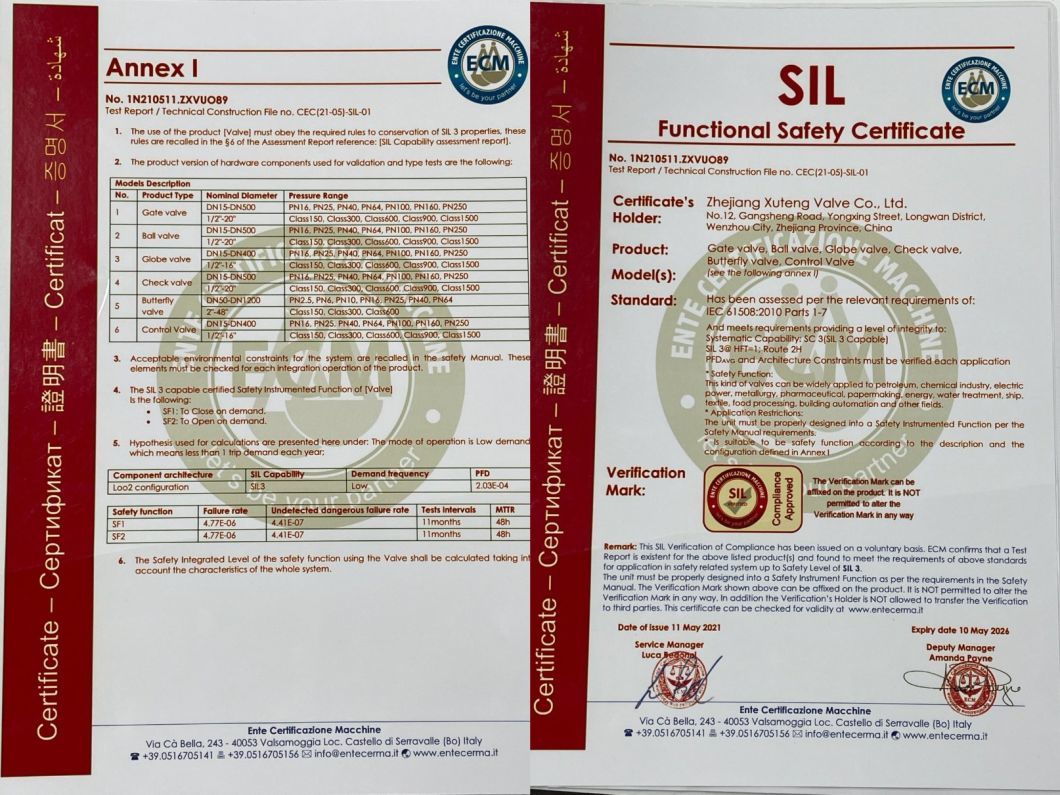 شهادة – 증명서 – 證明書 – Сертификат – Certificat – Certificate
Annex I
ENTE CERTIFICAZIONE MACCHINE
ECM
let's be your partner
No. 1N210511.ZXVUO89
Test Report / Technical Construction File no. CEC(21-05)-SIL-01
1. The use of the product [Valve] must obey the required rules to conservation of SIL 3 properties, these
rules are recalled in the §6 of the Assessment Report reference: [SIL Capability assessment report].
2. The product version of hardware components used for validation and type tests are the following:
Models Description
No. Product Type Nominal Diameter Pressure Range
1 Gate valve DN15-DN500 PN16, PN25, PN40, PN64, PN100, PN160, PN250
1/2"-20" Class150, Class300, Class600, Class900, Class1500
2 Ball valve DN15-DN500 PN16, PN25, PN40, PN64, PN100, PN160, PN250
1/2"-20" Class150, Class300, Class600, Class900, Class1500
3 Globe valve DN15-DN400 PN16, PN25, PN40, PN64, PN100, PN160, PN250
1/2"-16" Class150, Class300, Class600, Class900, Class1500
4 Check valve DN15-DN500 PN16, PN25, PN40, PN64, PN100, PN160, PN250
1/2"-20" Class150, Class300, Class600, Class900, Class1500
5 Butterfly valve DN50-DN1200 PN2.5, PN6, PN10, PN16, PN25, PN40, PN64
2"-48" Class150, Class300, Class600
6 Control Valve DN15-DN400 PN16, PN25, PN40, PN64, PN100, PN160, PN250
1/2"-16" Class150, Class300, Class600, Class900, Class1500
3. Acceptable environmental constraints for the system are recalled in the safety Manual. These
elements must be checked for each integration operation of the product.
4. The SIL 3 capable certified Safety Instrumented Function of [Valve]
Is the following:
• SF1: To Close on demand.
• SF2: To Open on demand.
5. Hypothesis used for calculations are presented here under: The mode of operation is Low demand
which means less than 1 trip demand each year;
Component architecture SIL Capability Demand frequency PFD
1oo2 configuration SIL3 Low 2.03E-04
Safety function Failure rate Undetected dangerous failure rate Tests Intervals MTTR
SF1 4.77E-06 4.41E-07 11months 48h
SF2 4.77E-06 4.41E-07 11months 48h
6. The Safety Integrated Level of the safety function using the Valve shall be calculated taking in
account the characteristics of the whole system.
Ente Certificazione Macchine
Via Cà Bella, 243 - 40053 Valsamoggia Loc. Castello di Serravalle (Bo) Italy
+39.0516705141 +39.0516705156 info@entecerma.it www.entecerma.it
شهادة – 증명서 – 證明書 – Сертификат – Certificat – Certificate
SIL
ENTE CERTIFICAZIONE MACCHINE
ECM
let's be your partner
Functional Safety Certificate
No. 1N210511.ZXVUO89
Test Report / Technical Construction File no. CEC(21-05)-SIL-01
Certificate's Holder: Zhejiang Xuteng Valve Co., Ltd.
No.12, Gangsheng Road, Yongxing Street, Longwan District,
Wenzhou City, Zhejiang Province, China
Product: Gate valve, Ball valve, Globe valve, Check valve,
Butterfly valve, Control Valve
Model(s): (see the following annex I)
Standard: Has been assessed per the relevant requirements of:
IEC 61508:2010 Parts 1-7
And meets requirements providing a level of integrity to:
Systematic Capability: SC 3(SIL 3 Capable)
SIL 3@ HFT=1; Route 2H
PFDAVG and Architecture Constraints must be verified each application
* Safety Function:
This kind of valves can be widely applied to petroleum, chemical industry, electric
power, metallurgy, pharmaceutical, papermaking, energy, water treatment, ship,
textile, food processing, building automation and other fields.
* Application Restrictions:
The unit must be properly designed into a Safety Instrumented Function per the
Safety Manual requirements.
* Is suitable to be safety function according to the description and the
configuration defined in Annex I
Verification Mark:
ENTE CERTIFICAZIONE MACCHINE
SIL
Compliance Approved
The Verification Mark can be
affixed on the product. It is NOT
permitted to alter the
Verification Mark in any way
Remark: This SIL Verification of Compliance has been issued on a voluntary basis. ECM confirms that a Test
Report is existent for the above listed product(s) and found to meet the requirements of above standards
for application in safety related system up to Safety Level of SIL 3.
The unit must be properly designed into a Safety Instrument Function as per the requirements in the Safety
Manual. The Verification Mark shown above can be affixed on the product. It is NOT permitted to alter the
Verification Mark in any way. In addition the Verification's Holder is NOT allowed to transfer the Verification
to third parties. This certificate can be checked for validity at www.entecerma.it
Date of issue 11 May 2021
Expiry date 10 May 2026
Service Manager
Luca Bedonni
Deputy Manager
Amanda Payne
ECM
Ente Certificazione Macchine
Via Cà Bella, 243 - 40053 Valsamoggia Loc. Castello di Serravalle (Bo) Italy
+39.0516705141 +39.0516705156 info@entecerma.it www.entecerma.it